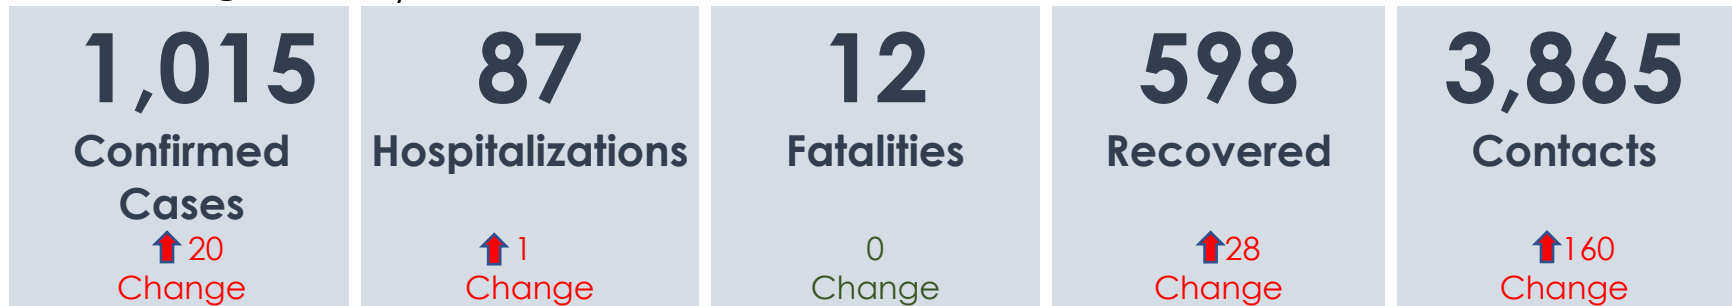 1,015
Confirmed
Cases
20
Change
87
Hospitalizations
1
Change
12
Fatalities
0
Change
598
Recovered
28
Change
3,865
Contacts
160
Change